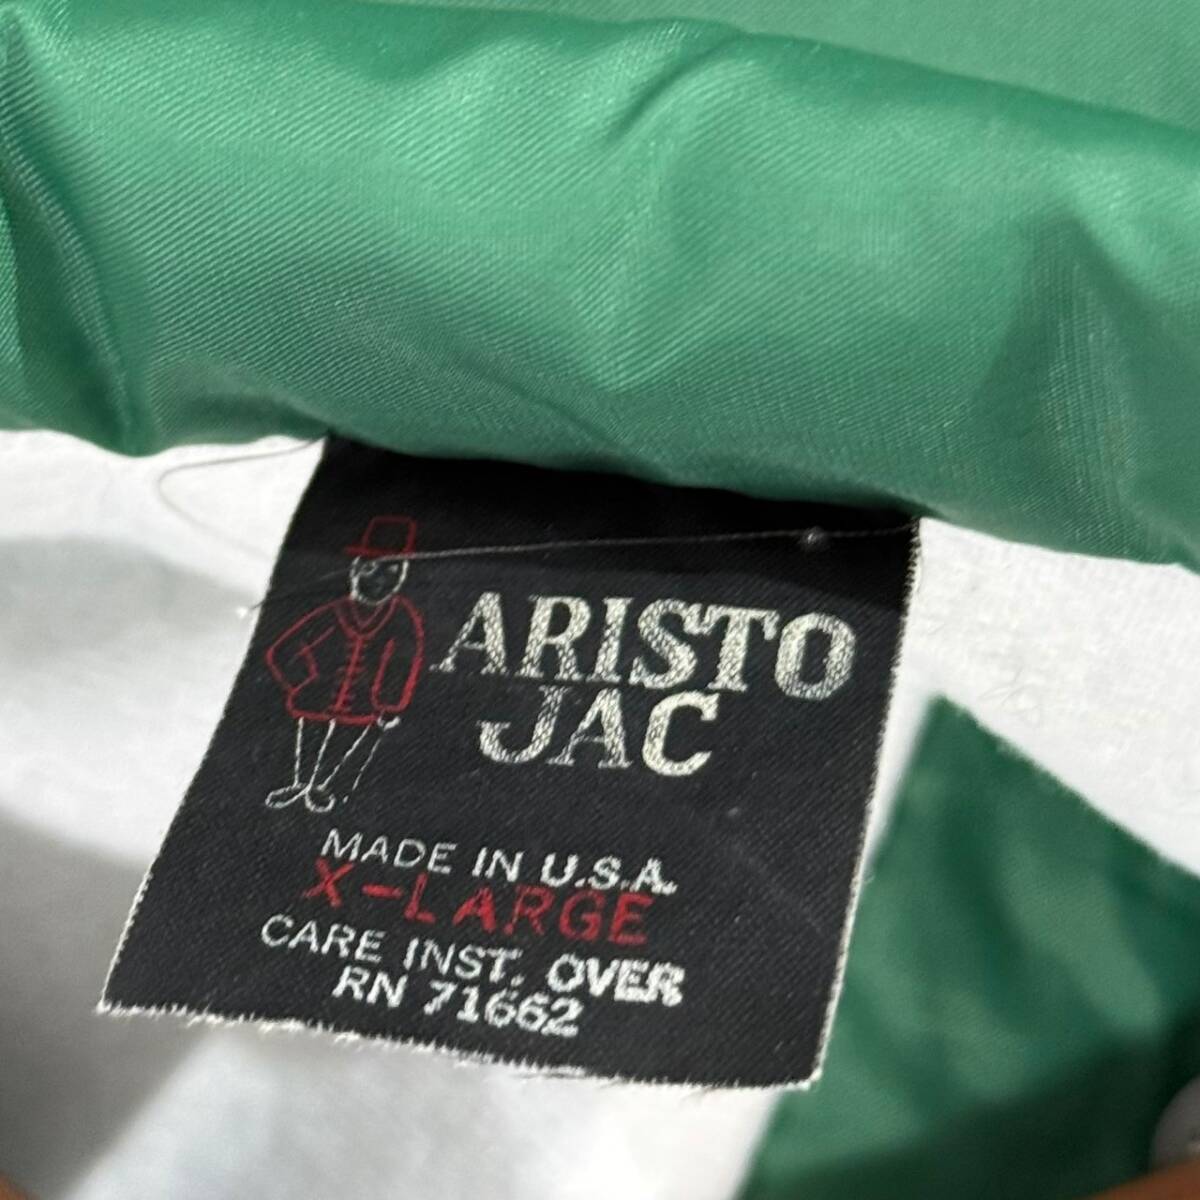 ARISTO
JAC
MADE IN U.S.A.
X-LARGE
CARE INST. OVER
RN 71662